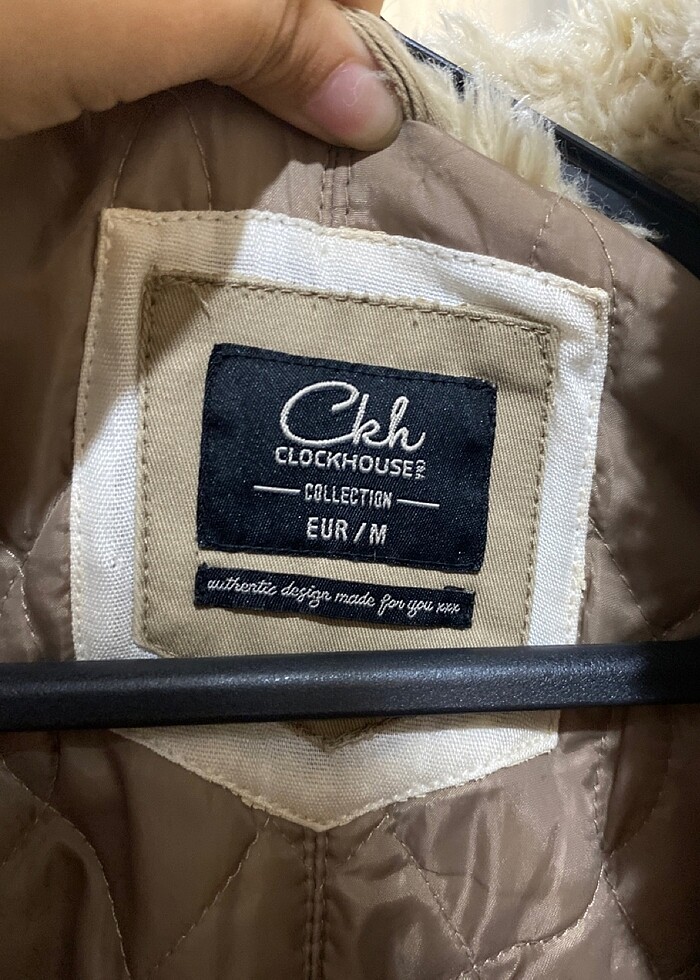 Ckh
CLOCKHOUSE C&A
COLLECTION
EUR / M
authentic design made for you xxx